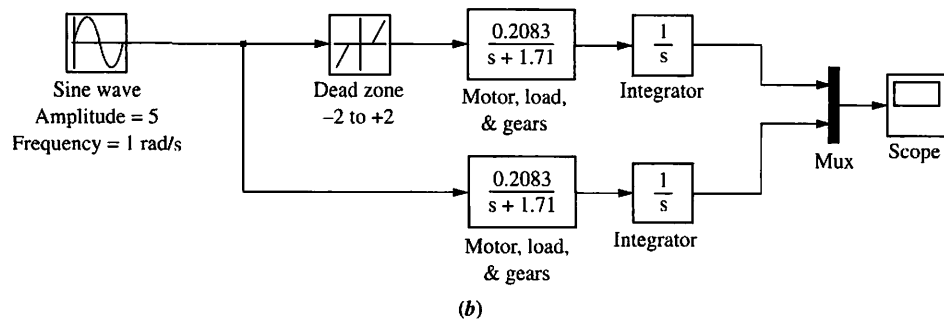 0.2083
s + 1.71
1
s
Sine wave
Amplitude = 5
Frequency = 1 rad/s
Dead zone
−2 to +2
Motor, load,
& gears
Integrator
Mux
Scope
0.2083
s + 1.71
1
s
Motor, load,
& gears
Integrator
(b)